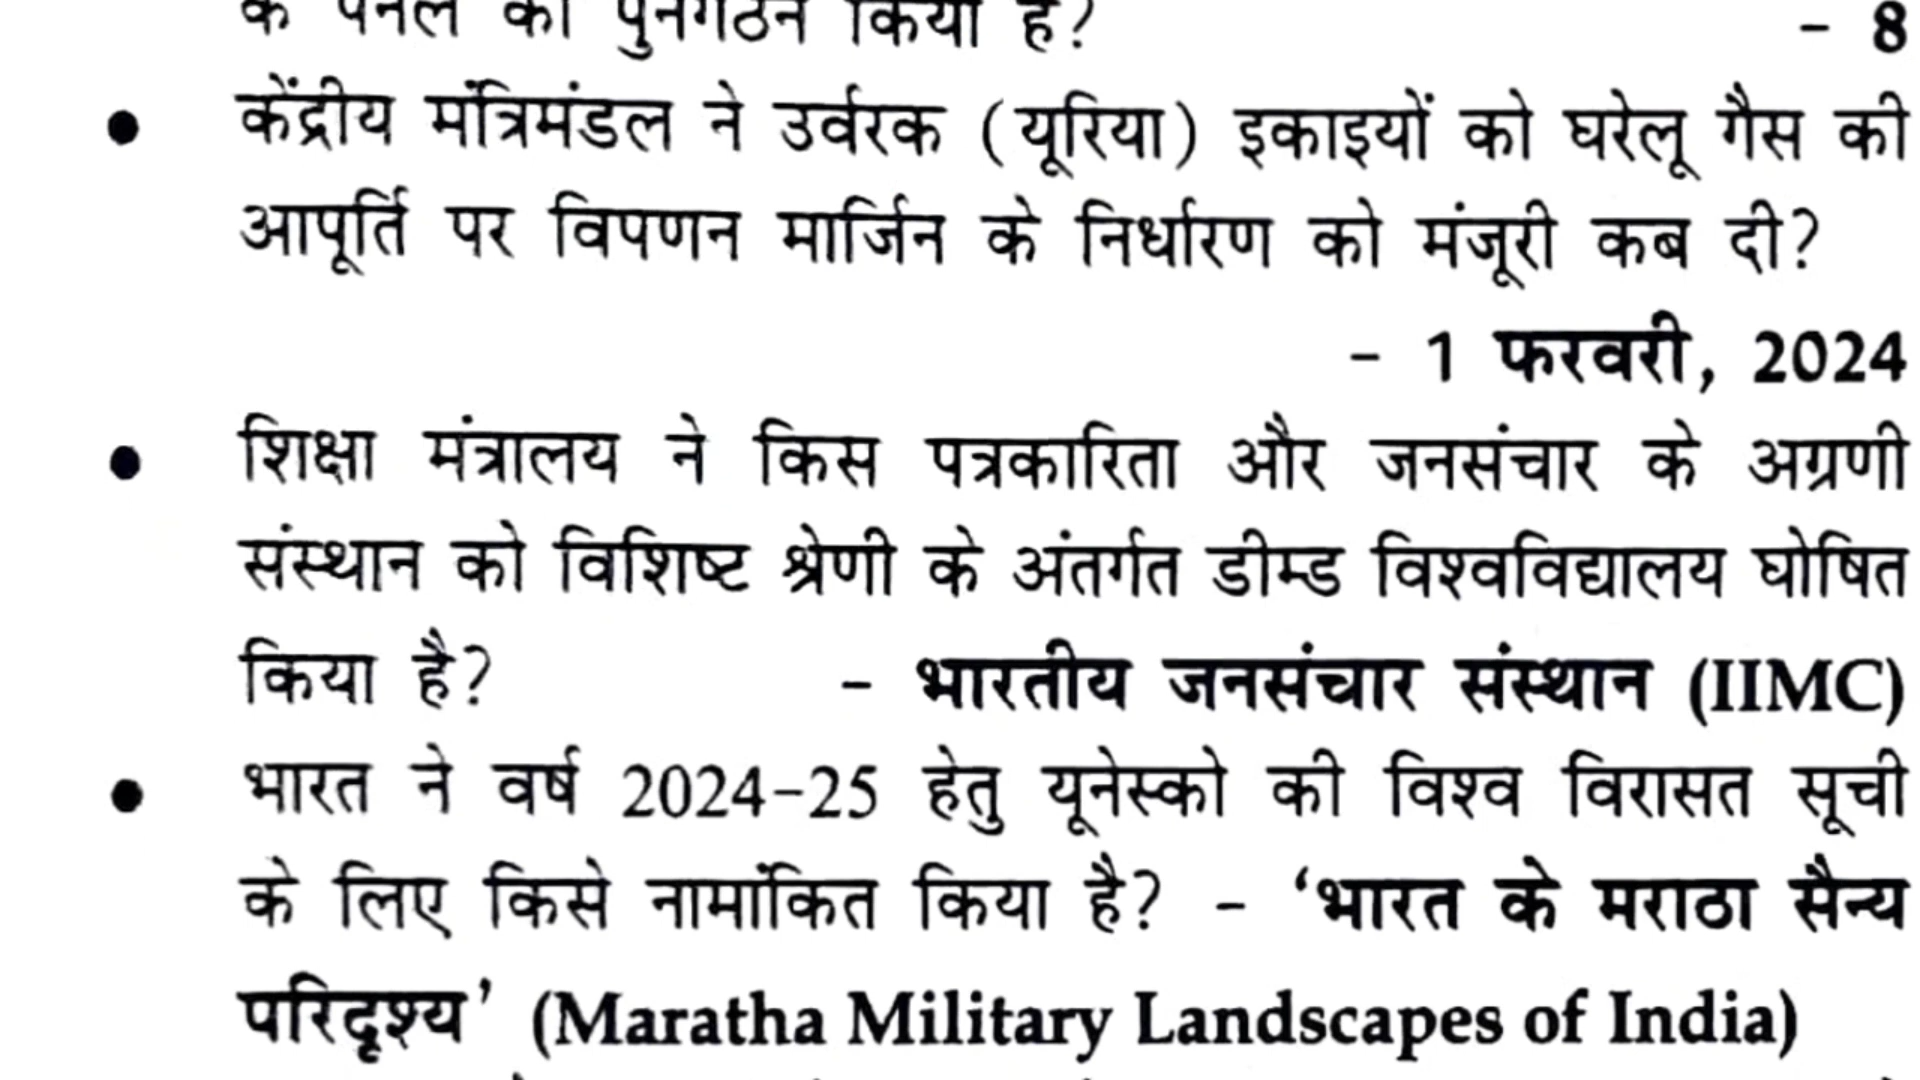 के पैनल का पुनर्गठन किया है? – 8
• केंद्रीय मंत्रिमंडल ने उर्वरक (यूरिया) इकाइयों को घरेलू गैस की
आपूर्ति पर विपणन मार्जिन के निर्धारण को मंजूरी कब दी?
– 1 फरवरी, 2024
• शिक्षा मंत्रालय ने किस पत्रकारिता और जनसंचार के अग्रणी
संस्थान को विशिष्ट श्रेणी के अंतर्गत डीम्ड विश्वविद्यालय घोषित
किया है? – भारतीय जनसंचार संस्थान (IIMC)
• भारत ने वर्ष 2024–25 हेतु यूनेस्को की विश्व विरासत सूची
के लिए किसे नामांकित किया है? – ‘भारत के मराठा सैन्य
परिदृश्य’ (Maratha Military Landscapes of India)